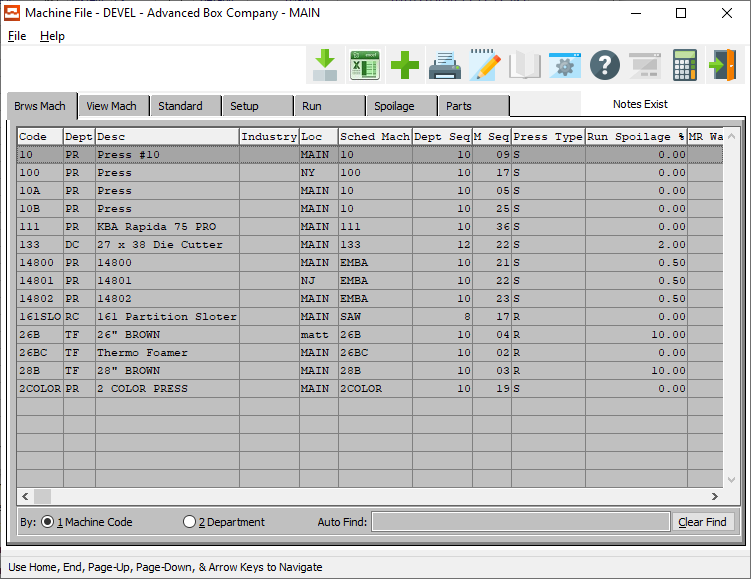 Machine File - DEVEL - Advanced Box Company - MAIN
File Help
excel
Brws Mach View Mach Standard Setup Run Spoilage Parts Notes Exist
Code Dept Desc Industry Loc Sched Mach Dept Seq M Seq Press Type Run Spoilage % MR Wa
10 PR Press #10 MAIN 10 10 09 S 0.00
100 PR Press NY 100 10 17 S 0.00
10A PR Press MAIN 10 10 05 S 0.00
10B PR Press MAIN 10 10 25 S 0.00
111 PR KBA Rapida 75 PRO MAIN 111 10 36 S 0.00
133 DC 27 x 38 Die Cutter MAIN 133 12 22 S 2.00
14800 PR 14800 MAIN EMBA 10 21 S 0.50
14801 PR 14801 NJ EMBA 10 22 S 0.50
14802 PR 14802 MAIN EMBA 10 23 S 0.50
161SLO RC 161 Partition Sloter MAIN SAW 8 17 R 0.00
26B TF 26" BROWN matt 26B 10 04 R 10.00
26BC TF Thermo Foamer MAIN 26BC 10 02 R 0.00
28B TF 28" BROWN MAIN 28B 10 03 R 10.00
2COLOR PR 2 COLOR PRESS MAIN 2COLOR 10 19 S 0.00
By: 1 Machine Code 2 Department Auto Find: Clear Find
Use Home, End, Page-Up, Page-Down, & Arrow Keys to Navigate